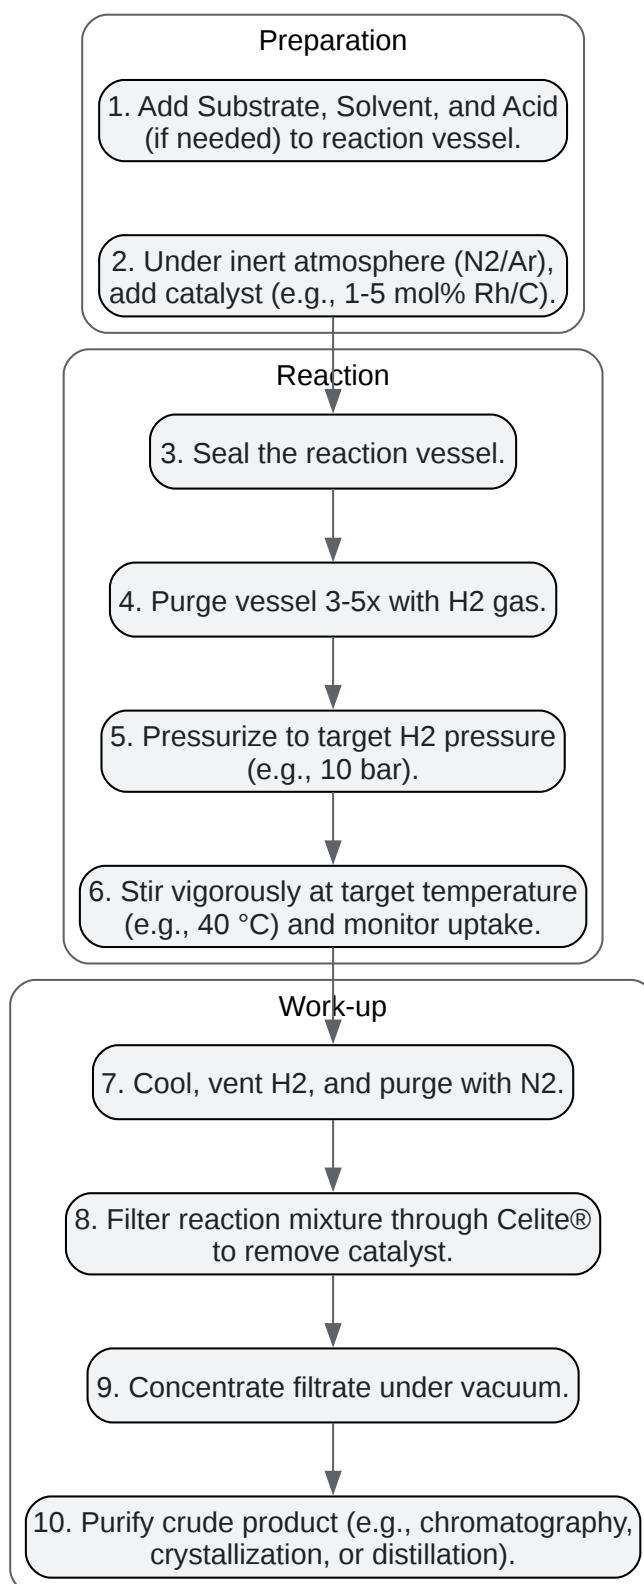 Preparation
1. Add Substrate, Solvent, and Acid
(if needed) to reaction vessel.
2. Under inert atmosphere (N2/Ar),
add catalyst (e.g., 1-5 mol% Rh/C).
Reaction
3. Seal the reaction vessel.
4. Purge vessel 3-5x with H2 gas.
5. Pressurize to target H2 pressure
(e.g., 10 bar).
6. Stir vigorously at target temperature
(e.g., 40 °C) and monitor uptake.
Work-up
7. Cool, vent H2, and purge with N2.
8. Filter reaction mixture through Celite®
to remove catalyst.
9. Concentrate filtrate under vacuum.
10. Purify crude product (e.g., chromatography,
crystallization, or distillation).